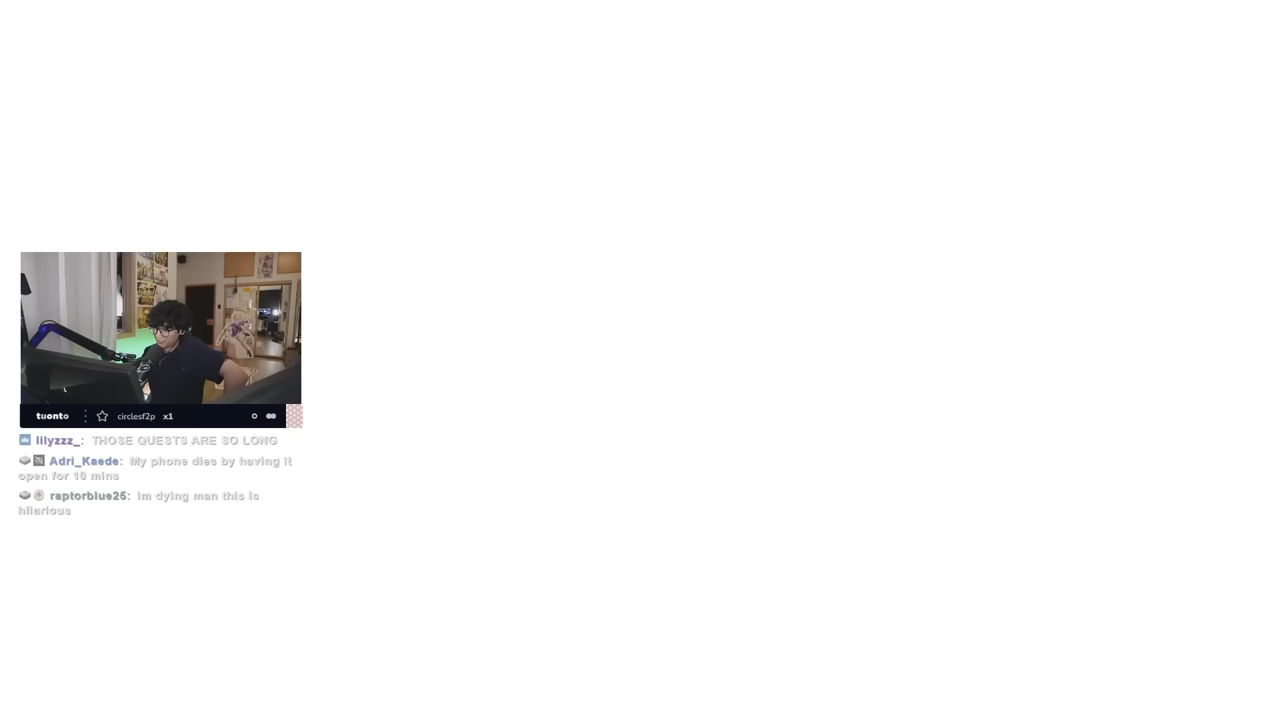 tuonto circlesf2p x1
lilyzzz_: THOSE QUESTS ARE SO LONG
Adri_Kaede: My phone dies by having it
open for 10 mins
raptorblue25: Im dying man this is
hilarious